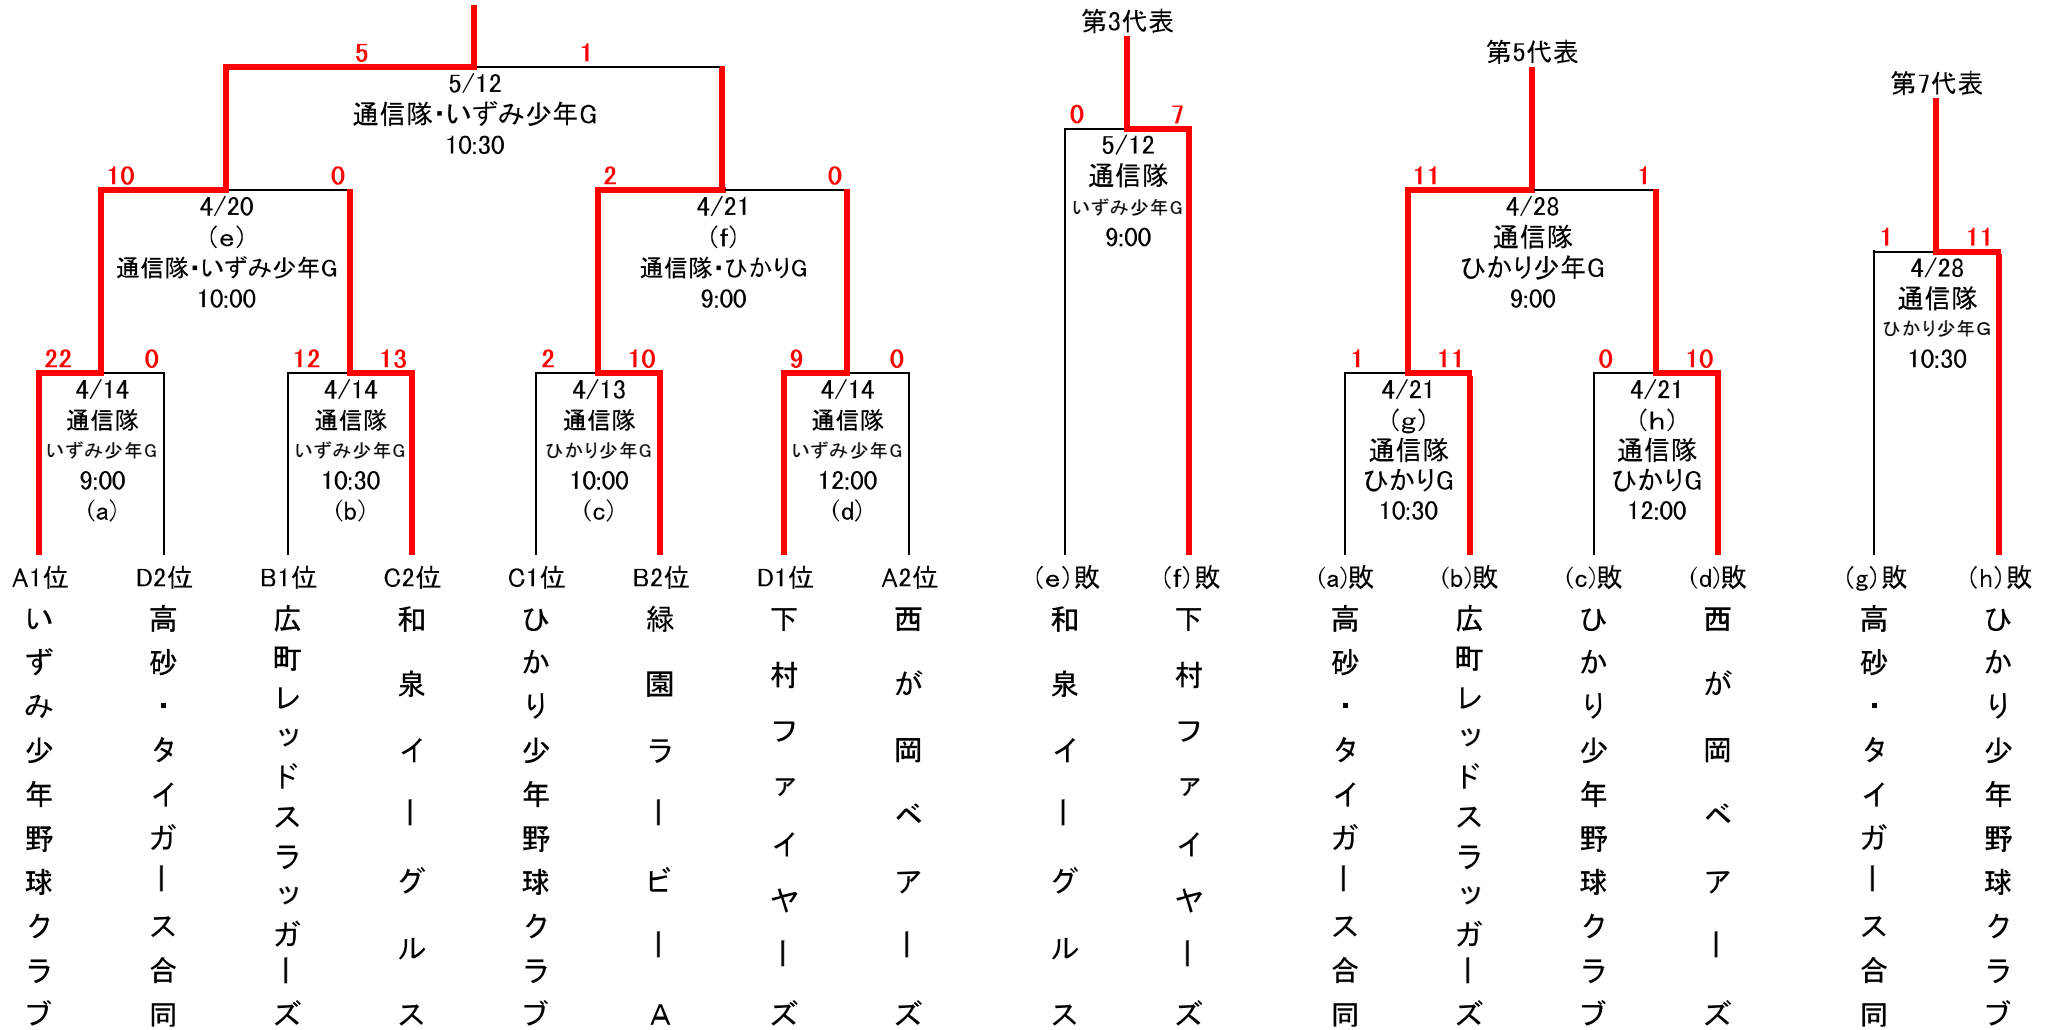 5 1
5/12
通信隊・いずみ少年G
10:30
10 0
4/20
(e)
通信隊・いずみ少年G
10:00
2 0
4/21
(f)
通信隊・ひかりG
9:00
22 0
4/14
通信隊
いずみ少年G
9:00
(a)
12 13
4/14
通信隊
いずみ少年G
10:30
(b)
2 10
4/13
通信隊
ひかり少年G
10:00
(c)
9 0
4/14
通信隊
いずみ少年G
12:00
(d)
A1位
いずみ少年野球クラブ
D2位
高砂・タイガース合同
B1位
広町レッドスラッガーズ
C2位
和泉イーグルス
C1位
ひかり少年野球クラブ
B2位
緑園ラービーA
D1位
下村ファイヤーズ
A2位
西が岡ベアーズ
第3代表
0 7
5/12
通信隊
いずみ少年G
9:00
(e)敗
和泉イーグルス
(f)敗
下村ファイヤーズ
第5代表
11 1
4/28
通信隊
ひかり少年G
9:00
1 11
4/21
(g)
通信隊
ひかりG
10:30
0 10
4/21
(h)
通信隊
ひかりG
12:00
(a)敗
高砂・タイガース合同
(b)敗
広町レッドスラッガーズ
(c)敗
ひかり少年野球クラブ
(d)敗
西が岡ベアーズ
第7代表
1 11
4/28
通信隊
ひかり少年G
10:30
(g)敗
高砂・タイガース合同
(h)敗
ひかり少年野球クラブ